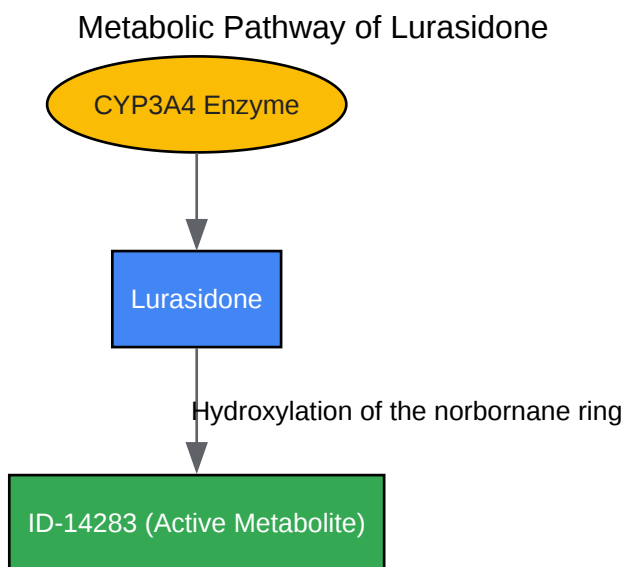 Metabolic Pathway of Lurasidone
CYP3A4 Enzyme
Lurasidone
Hydroxylation of the norbornane ring
ID-14283 (Active Metabolite)